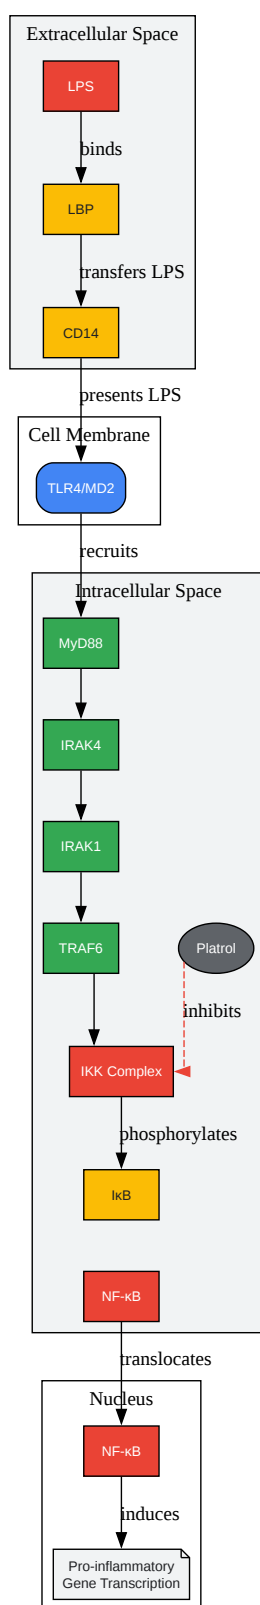 Extracellular Space
LPS
binds
LBP
transfers LPS
CD14
presents LPS
Cell Membrane
TLR4/MD2
recruits
Intracellular Space
MyD88
IRAK4
IRAK1
TRAF6
Platrol
inhibits
IKK Complex
phosphorylates
IκB
NF-κB
translocates
Nucleus
NF-κB
induces
Pro-inflammatory
Gene Transcription